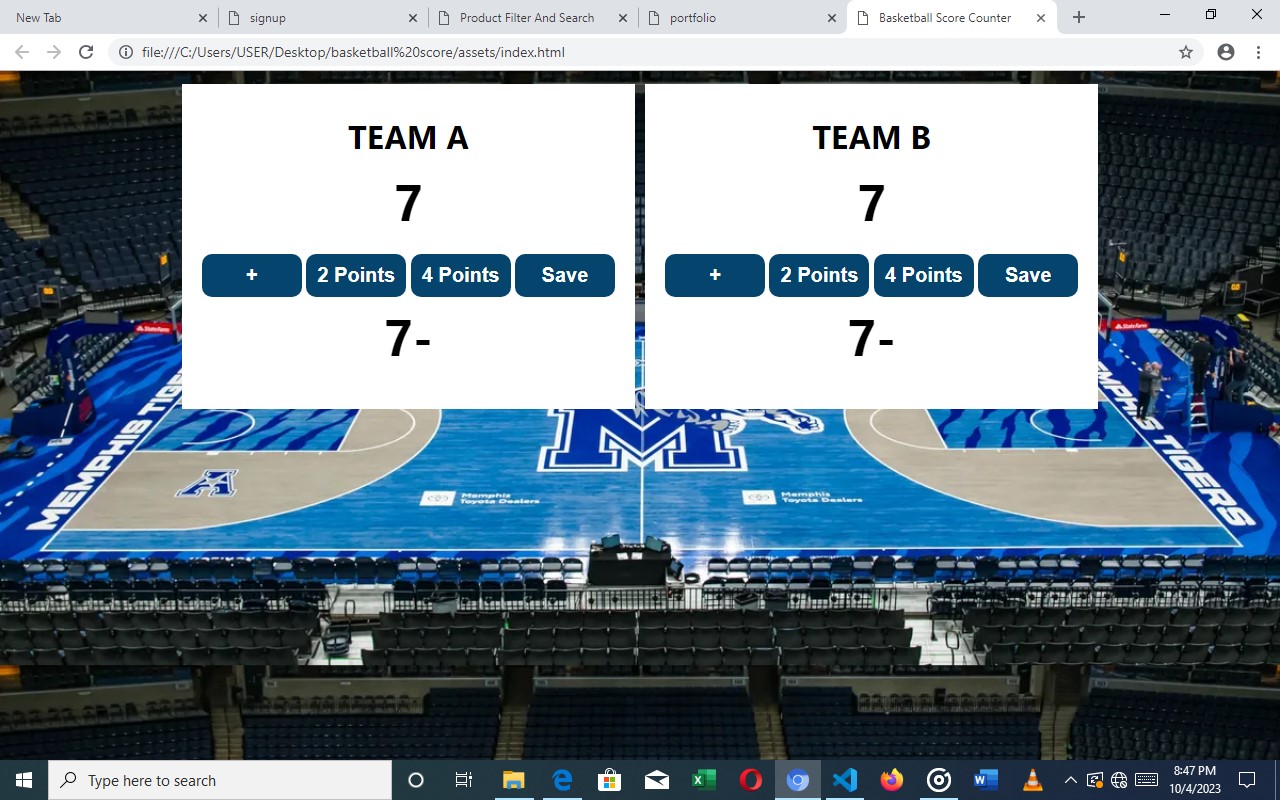 New Tab
signup
Product Filter And Search
portfolio
Basketball Score Counter
file:///C:/Users/USER/Desktop/basketball%20score/assets/index.html
TEAM A
7
+ 2 Points 4 Points Save
7-
TEAM B
7
+ 2 Points 4 Points Save
7-
StateFarm
StateFarm
MEMPHIS TIGERS
M
A
Memphis
Toyota Dealers
Memphis
Toyota Dealers
Type here to search
8:47 PM
10/4/2023